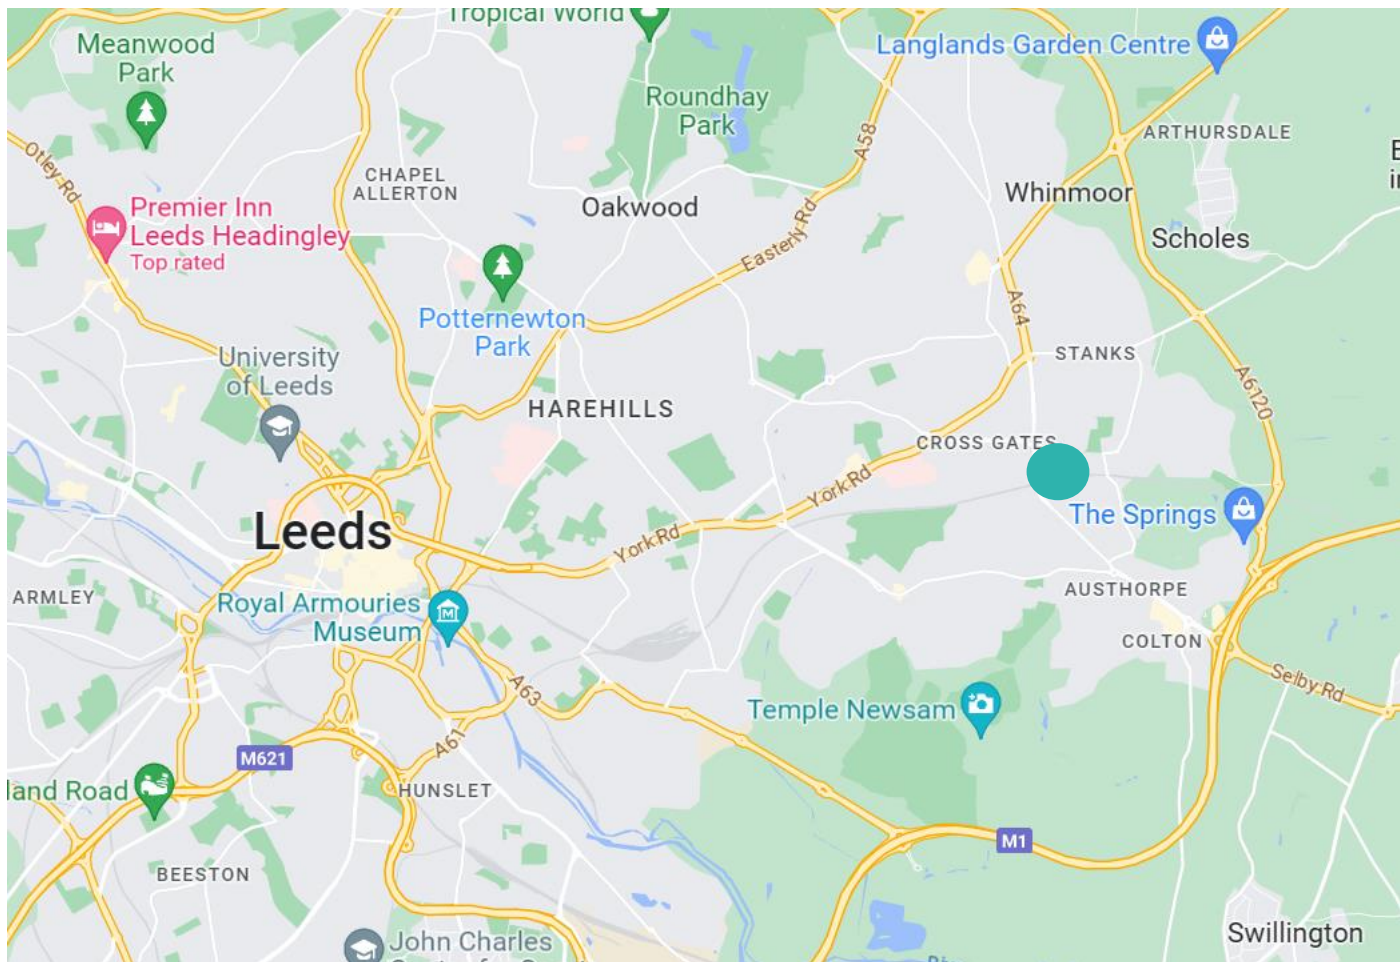 Tropical World
Meanwood
Park
Langlands Garden Centre
Roundhay
Park
A58
ARTHURSDALE
Otley Rd
CHAPEL
ALLERTON
Whinmoor
Premier Inn
Leeds Headingley
Top rated
Oakwood
Easterly Rd
Scholes
A64
Potternewton
Park
University
of Leeds
STANKS
A6120
HAREHILLS
CROSS GATES
York Rd
The Springs
Leeds
York Rd
ARMLEY
Royal Armouries
Museum
AUSTHORPE
COLTON
A63
Selby Rd
Temple Newsam
A61
M621
land Road
HUNSLET
M1
BEESTON
Swillington
John Charles